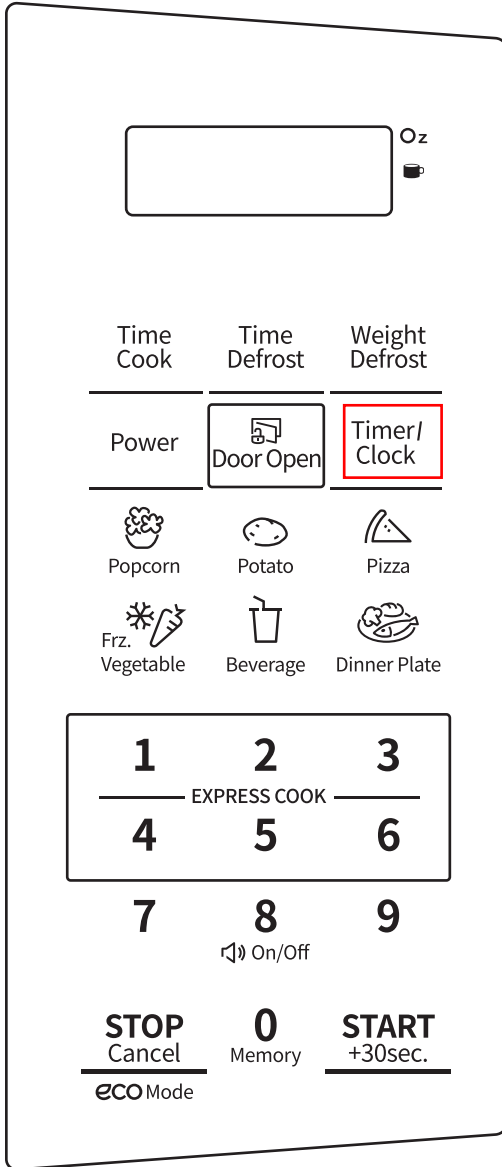 Oz
Time Time Weight
Cook Defrost Defrost
Power Door Open Timer/
Clock
Popcorn Potato Pizza
Frz.
Vegetable Beverage Dinner Plate
1 2 3
EXPRESS COOK
4 5 6
7 8 9
On/Off
STOP 0 START
Cancel Memory +30sec.
eco Mode